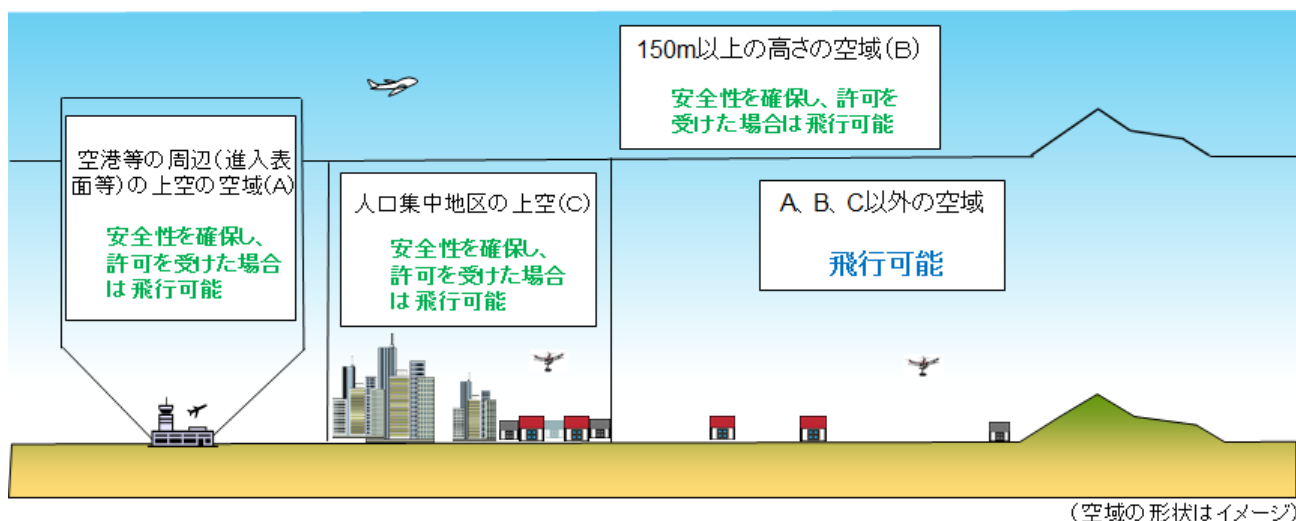 150m以上の高さの空域(B)
安全性を確保し、許可を
受けた場合は飛行可能
空港等の周辺(進入表
面等)の上空の空域(A)
安全性を確保し、
許可を受けた場合
は飛行可能
人口集中地区の上空(C)
安全性を確保し、
許可を受けた場合
は飛行可能
A、B、C以外の空域
飛行可能
(空域の形状はイメージ)